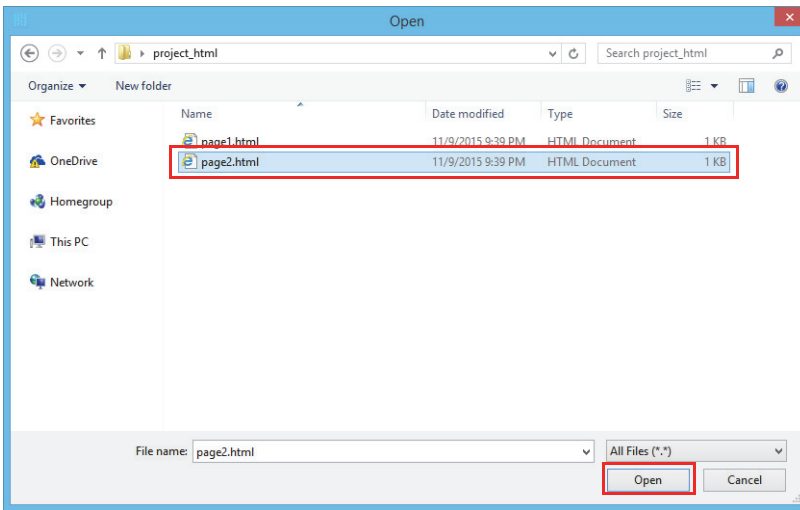 Open
project_html
Search project_html
Organize
New folder
Name Date modified Type Size
Favorites
page1.html 11/9/2015 9:39 PM HTML Document 1 KB
page2.html 11/9/2015 9:39 PM HTML Document 1 KB
OneDrive
Homegroup
This PC
Network
File name: page2.html All Files (*.*)
Open Cancel